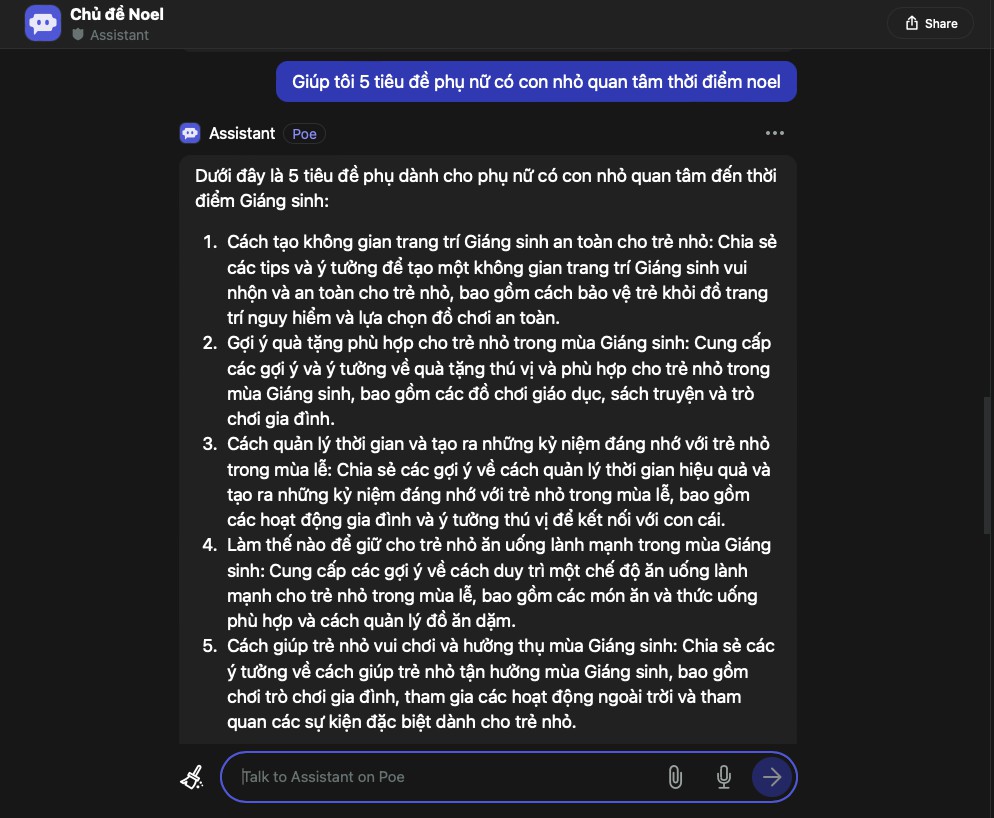 Chủ đề Noel
Assistant
Share
Giúp tôi 5 tiêu đề phụ nữ có con nhỏ quan tâm thời điểm noel
Assistant
Poe
Dưới đây là 5 tiêu đề phụ dành cho phụ nữ có con nhỏ quan tâm đến thời
điểm Giáng sinh:
1. Cách tạo không gian trang trí Giáng sinh an toàn cho trẻ nhỏ: Chia sẻ
các tips và ý tưởng để tạo một không gian trang trí Giáng sinh vui
nhộn và an toàn cho trẻ nhỏ, bao gồm cách bảo vệ trẻ khỏi đồ trang
trí nguy hiểm và lựa chọn đồ chơi an toàn.
2. Gợi ý quà tặng phù hợp cho trẻ nhỏ trong mùa Giáng sinh: Cung cấp
các gợi ý và ý tưởng về quà tặng thú vị và phù hợp cho trẻ nhỏ trong
mùa Giáng sinh, bao gồm các đồ chơi giáo dục, sách truyện và trò
chơi gia đình.
3. Cách quản lý thời gian và tạo ra những kỷ niệm đáng nhớ với trẻ nhỏ
trong mùa lễ: Chia sẻ các gợi ý về cách quản lý thời gian hiệu quả và
tạo ra những kỷ niệm đáng nhớ với trẻ nhỏ trong mùa lễ, bao gồm
các hoạt động gia đình và ý tưởng thú vị để kết nối với con cái.
4. Làm thế nào để giữ cho trẻ nhỏ ăn uống lành mạnh trong mùa Giáng
sinh: Cung cấp các gợi ý về cách duy trì một chế độ ăn uống lành
mạnh cho trẻ nhỏ trong mùa lễ, bao gồm các món ăn và thức uống
phù hợp và cách quản lý đồ ăn dặm.
5. Cách giúp trẻ nhỏ vui chơi và hưởng thụ mùa Giáng sinh: Chia sẻ các
ý tưởng về cách giúp trẻ nhỏ tận hưởng mùa Giáng sinh, bao gồm
chơi trò chơi gia đình, tham gia các hoạt động ngoài trời và tham
quan các sự kiện đặc biệt dành cho trẻ nhỏ.
Talk to Assistant on Poe